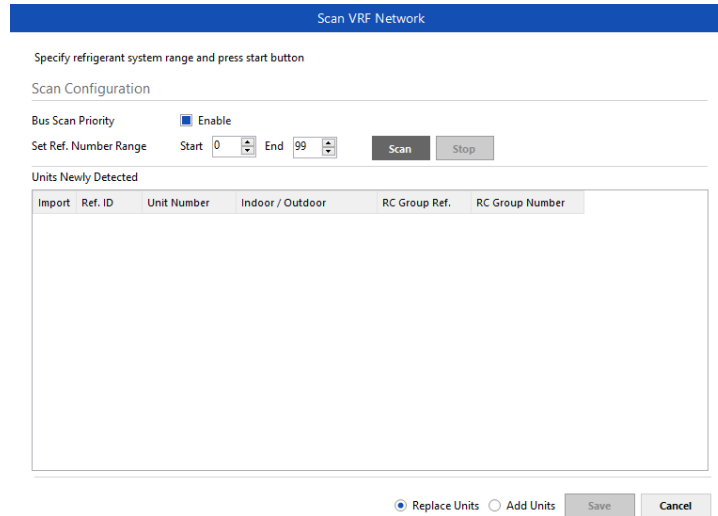 Scan VRF Network
Specify refrigerant system range and press start button
Scan Configuration
Bus Scan Priority Enable
Set Ref. Number Range Start 0 End 99 Scan Stop
Units Newly Detected
Import Ref. ID Unit Number Indoor / Outdoor RC Group Ref. RC Group Number
Replace Units Add Units Save Cancel